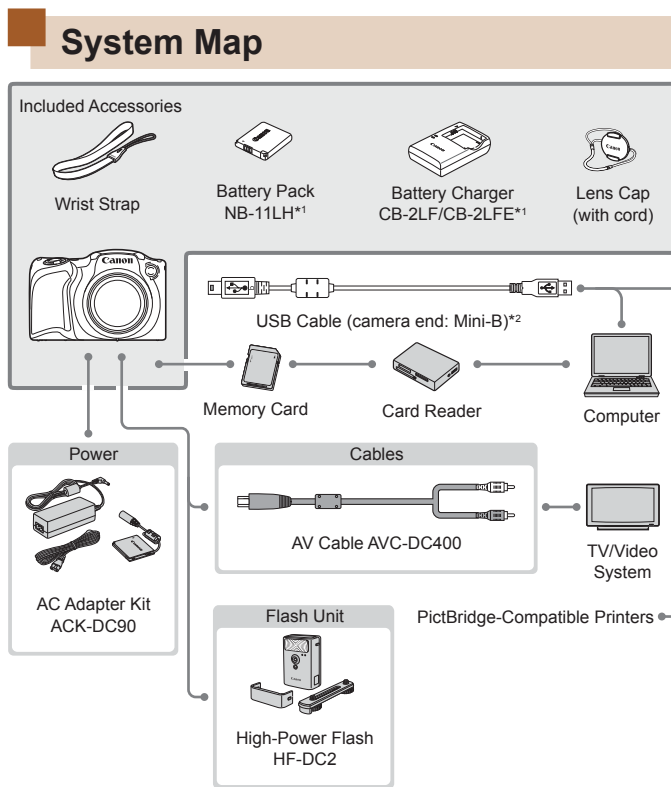 System Map
Included Accessories
Wrist Strap
Battery Pack
NB-11LH*1
Battery Charger
CB-2LF/CB-2LFE*1
Lens Cap
(with cord)
Canon
USB Cable (camera end: Mini-B)*2
Memory Card
Card Reader
Computer
Power
AC Adapter Kit
ACK-DC90
Cables
AV Cable AVC-DC400
TV/Video
System
Flash Unit
High-Power Flash
HF-DC2
PictBridge-Compatible Printers